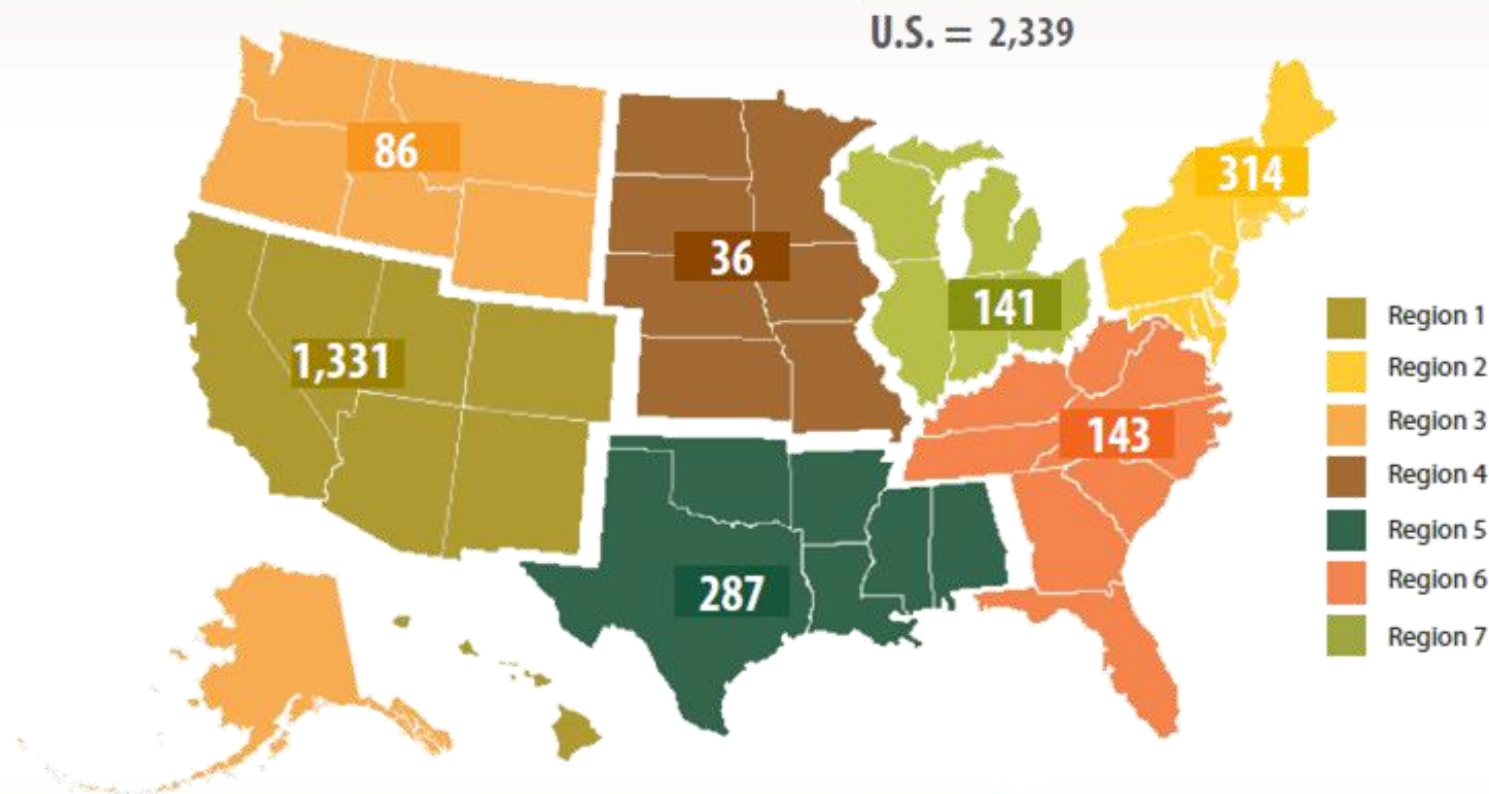 U.S. = 2,339
86
314
36
141
1,331
143
287
Region 1
Region 2
Region 3
Region 4
Region 5
Region 6
Region 7